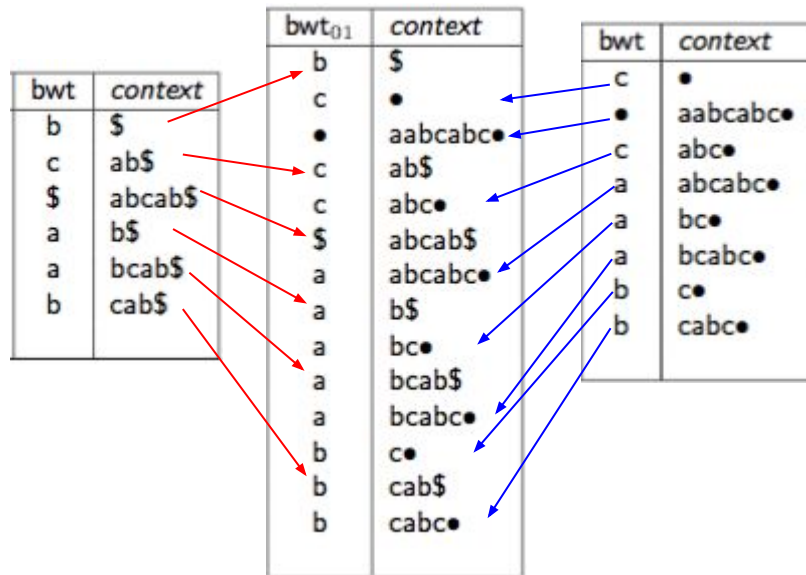 bwt context
b $
c ab$
$ abcab$
a b$
a bcab$
b cab$
bwt₀₁ context
b $
c ●
● aabcabc●
c ab$
c abc●
$ abcab$
a abcabc●
a b$
a bc●
a bcab$
a bcabc●
b c●
b cab$
b cabc●
bwt context
c ●
● aabcabc●
c abc●
a abcabc●
a bc●
a bcabc●
b c●
b cabc●